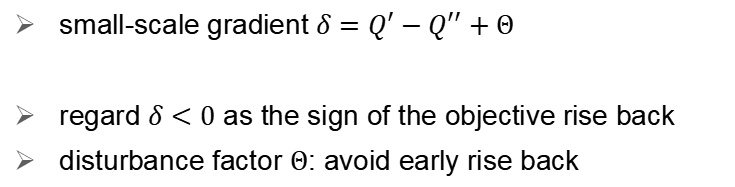 ➢ small-scale gradient 𝛿 = 𝑄′ − 𝑄′′ + Θ
➢ regard 𝛿 < 0 as the sign of the objective rise back
➢ disturbance factor Θ: avoid early rise back